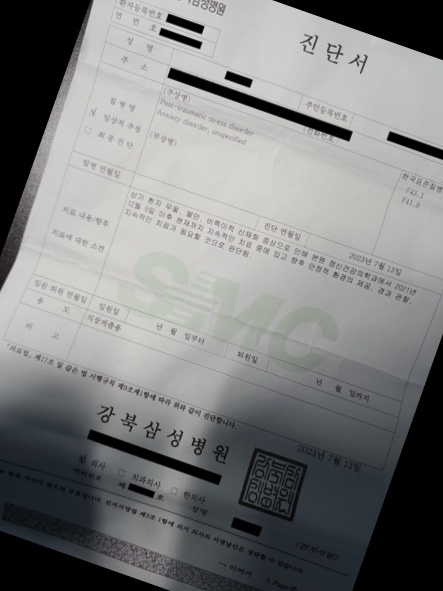 삼성병원
환자등록번호
연 번 호
진 단 서
성 명
주 소
주민등록번호
(주상병)
Post-traumatic stress disorder
Anxiety disorder, unspecified
(부상병)
질 병 명
및 임상적 추정
□ 최 종 진 단
한국표준질병
F43.1
F41.9
발병 연월일
진단 연월일
2023년 7월 13일
치료 내용/향후
치료에 대한 소견
상기 환자 우울, 불안, 비특이적 신체화 증상으로 인해 본원 정신건강의학과에서 2021년
12월 9일 이후 현재까지 지속적인 치료 중에 있고 향후 안정적 환경의 제공, 경과 관찰,
지속적인 치료가 필요할 것으로 판단됨.
SMC
입원·퇴원 연월일
입원일
년 월 일부터
퇴원일
년 월 일까지
용 도
직장제출용
비 고
「의료법」 제17조 및 같은 법 시행규칙 제9조제1항에 따라 위와 같이 진단합니다.
2023년 7월 13일
강 북 삼 성 병 원
의사 □ 치과의사 □ 한의사
면허번호 제 호
성명